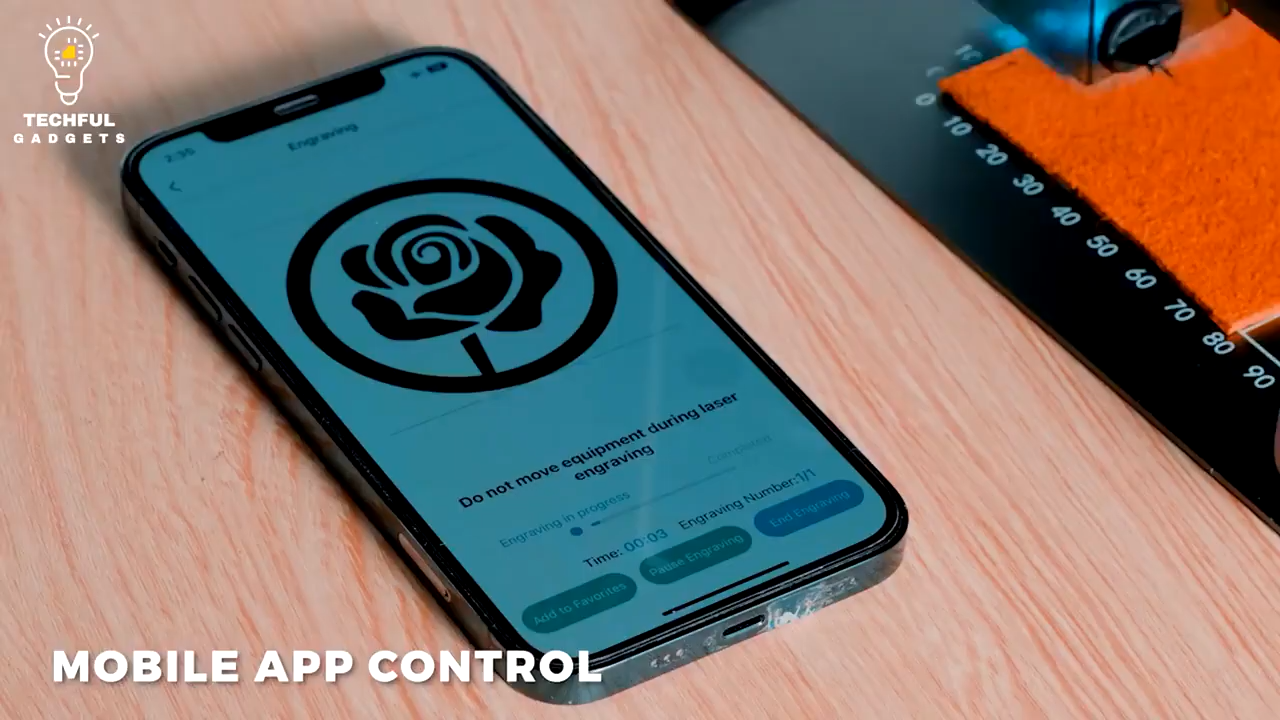 TECHFUL
GADGETS
2:35
Engraving
Do not move equipment during laser
engraving
Engraving in progress
Completed
Time: 00:03 Engraving Number:1/1
Add to Favorites
Pause Engraving
End Engraving
0
10
20
30
40
50
60
70
80
90
MOBILE APP CONTROL